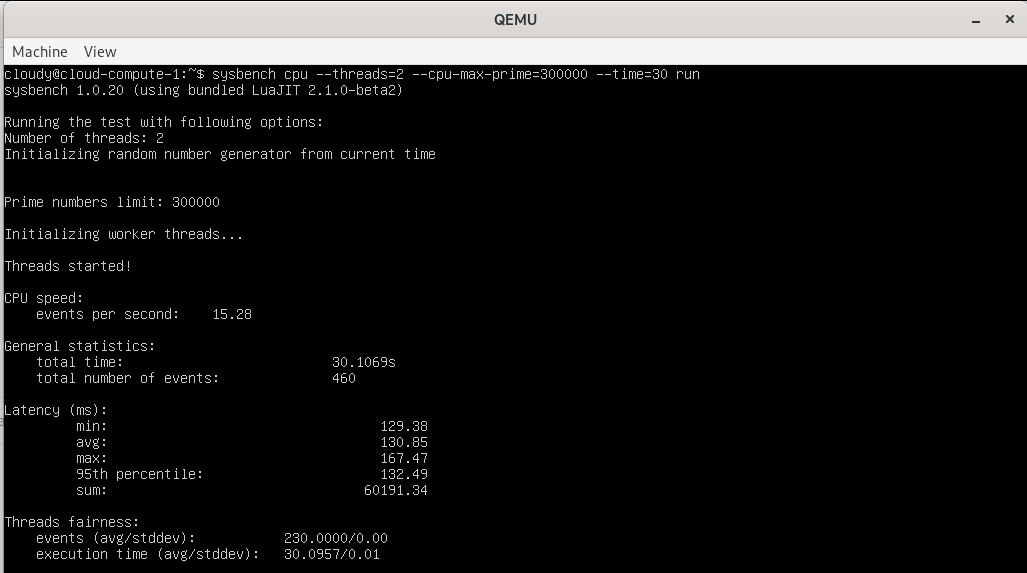 QEMU
Machine View
cloudy@cloud-compute-1:~$ sysbench cpu --threads=2 --cpu-max-prime=300000 --time=30 run
sysbench 1.0.20 (using bundled LuaJIT 2.1.0-beta2)
Running the test with following options:
Number of threads: 2
Initializing random number generator from current time
Prime numbers limit: 300000
Initializing worker threads...
Threads started!
CPU speed:
events per second: 15.28
General statistics:
total time: 30.1069s
total number of events: 460
Latency (ms):
min: 129.38
avg: 130.85
max: 167.47
95th percentile: 132.49
sum: 60191.34
Threads fairness:
events (avg/stddev): 230.0000/0.00
execution time (avg/stddev): 30.0957/0.01